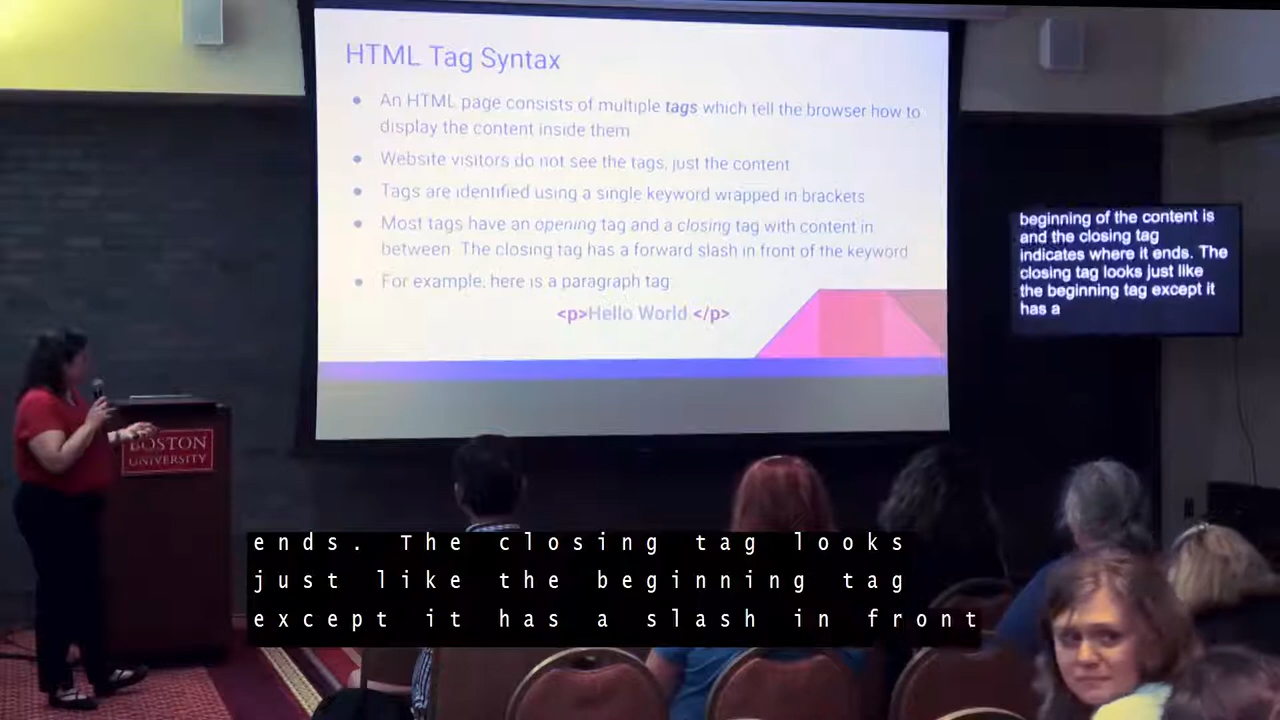 HTML Tag Syntax
• An HTML page consists of multiple tags which tell the browser how to
display the content inside them
• Website visitors do not see the tags, just the content
• Tags are identified using a single keyword wrapped in brackets
• Most tags have an opening tag and a closing tag with content in
between. The closing tag has a forward slash in front of the keyword
• For example, here is a paragraph tag:
<p>Hello World.</p>
beginning of the content is
and the closing tag
indicates where it ends. The
closing tag looks just like
the beginning tag except it
has a
BOSTON
UNIVERSITY
ends. The closing tag looks
just like the beginning tag
except it has a slash in front